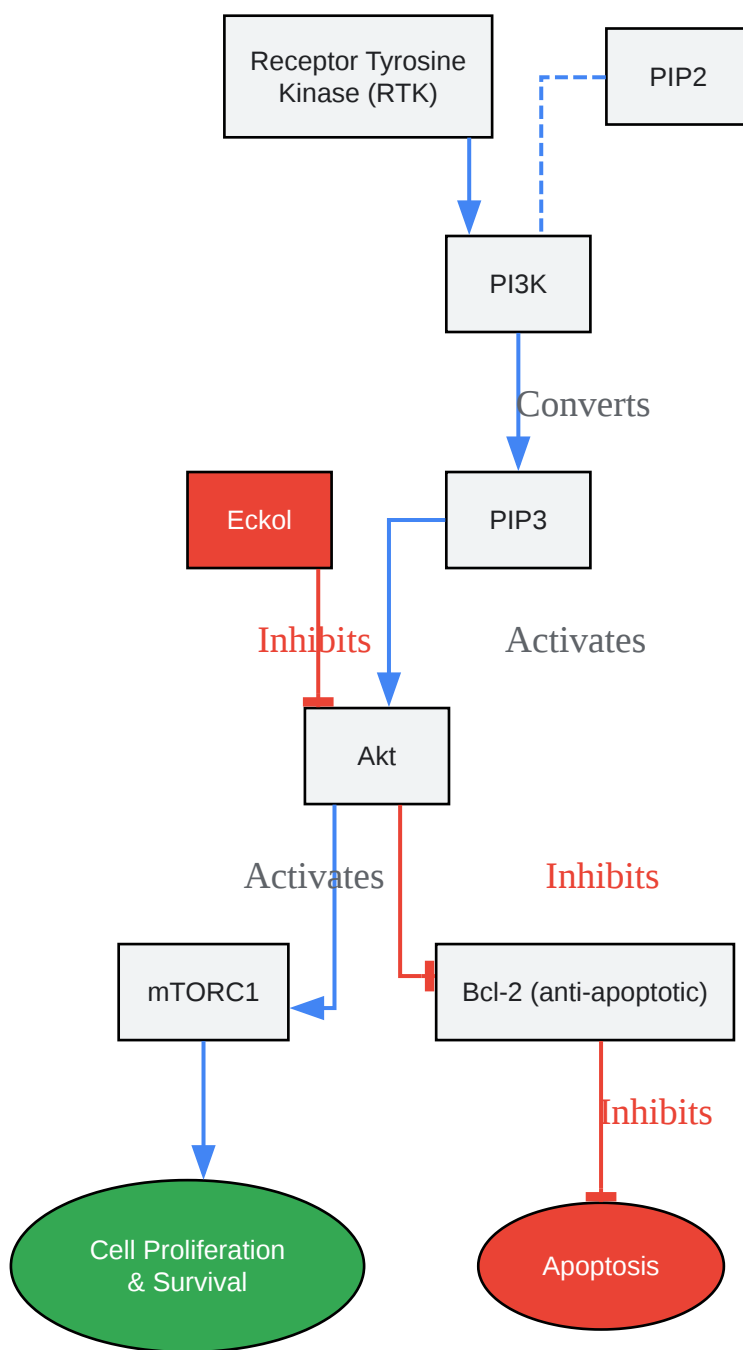 Receptor Tyrosine
Kinase (RTK)
PIP2
PI3K
Converts
Eckol
PIP3
Inhibits
Activates
Akt
Activates
Inhibits
mTORC1
Bcl-2 (anti-apoptotic)
Inhibits
Cell Proliferation
& Survival
Apoptosis